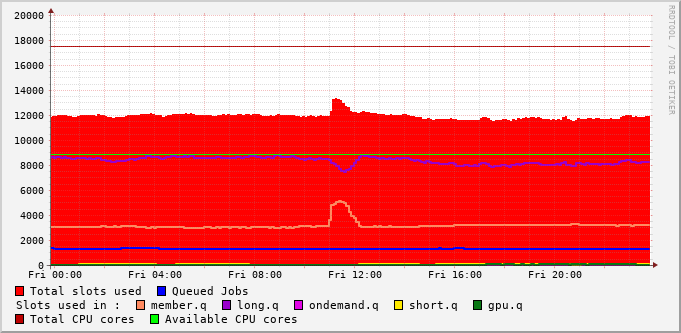 20000
18000
16000
14000
12000
10000
8000
6000
4000
2000
0
Fri 00:00 Fri 04:00 Fri 08:00 Fri 12:00 Fri 16:00 Fri 20:00
Total slots used Queued Jobs
Slots used in : member.q long.q ondemand.q short.q gpu.q
Total CPU cores Available CPU cores
RRDTOOL / TOBI OETIKER